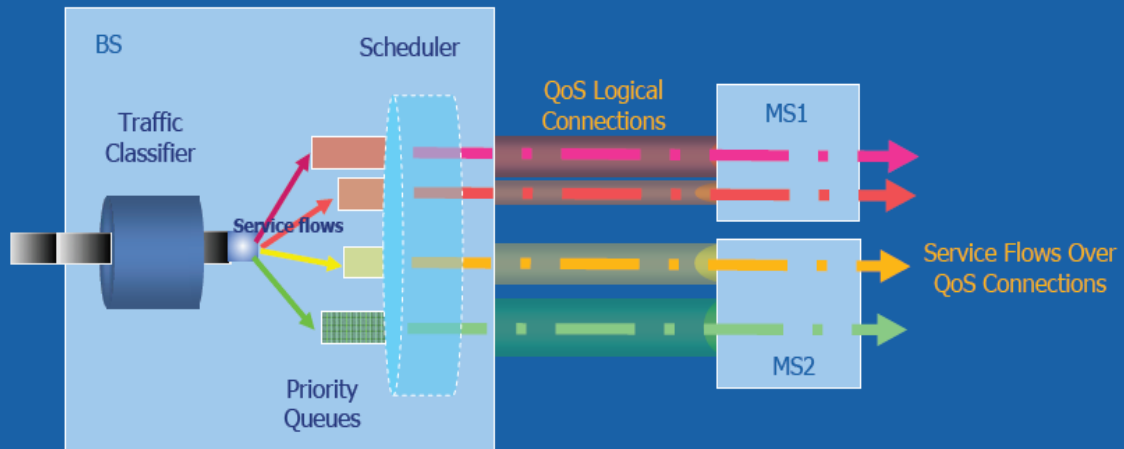 BS
Scheduler
Traffic
Classifier
Service flows
Priority
Queues
QoS Logical
Connections
MS1
MS2
Service Flows Over
QoS Connections